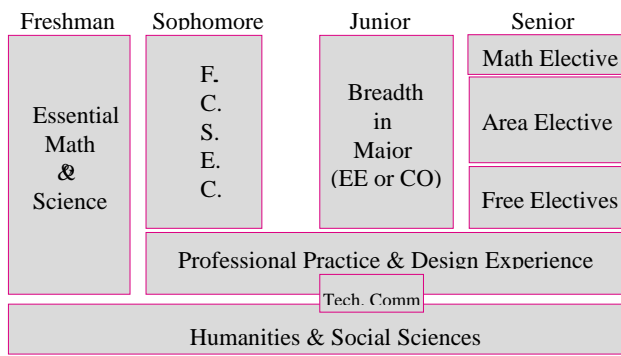 Freshman
Sophomore
Junior
Senior
Essential
Math
&
Science
F.
C.
S.
E.
C.
Breadth
in
Major
(EE or CO)
Math Elective
Area Elective
Free Electives
Professional Practice & Design Experience
Tech. Comm
Humanities & Social Sciences